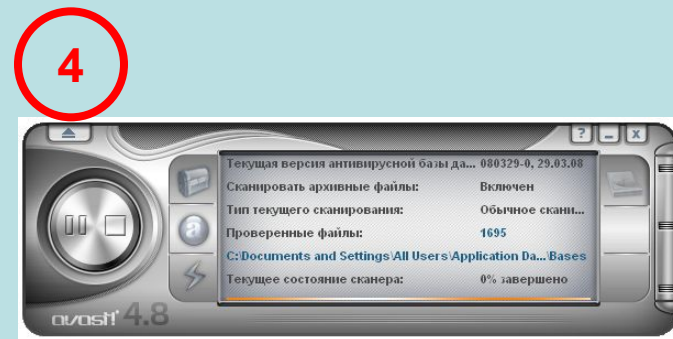 4
? _ x
Текущая версия антивирусной базы да... 080329-0, 29.03.08
Сканировать архивные файлы: Включен
Тип текущего сканирования: Обычное скани...
Проверенные файлы: 1695
C:\Documents and Settings\All Users\Application Da...\Bases
Текущее состояние сканера: 0% завершено
a
avast! 4.8